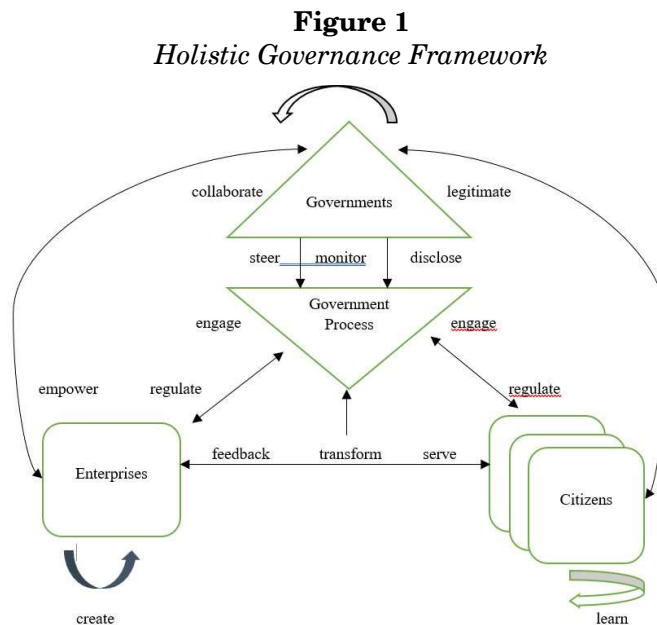 Figure 1
Holistic Governance Framework
collaborate
legitimate
Governments
steer monitor disclose
Government
Process
engage
engage
empower
regulate
regulate
feedback transform serve
Enterprises
Citizens
create
learn